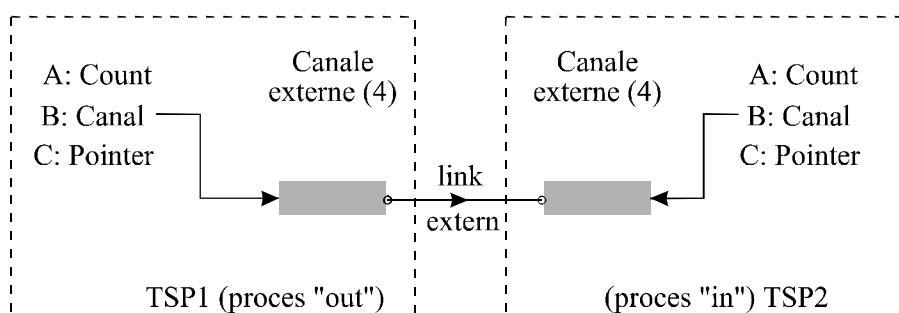 Canale
externe (4)
A: Count
B: Canal
C: Pointer
TSP1 (proces "out")
link
extern
Canale
externe (4)
A: Count
B: Canal
C: Pointer
(proces "in") TSP2